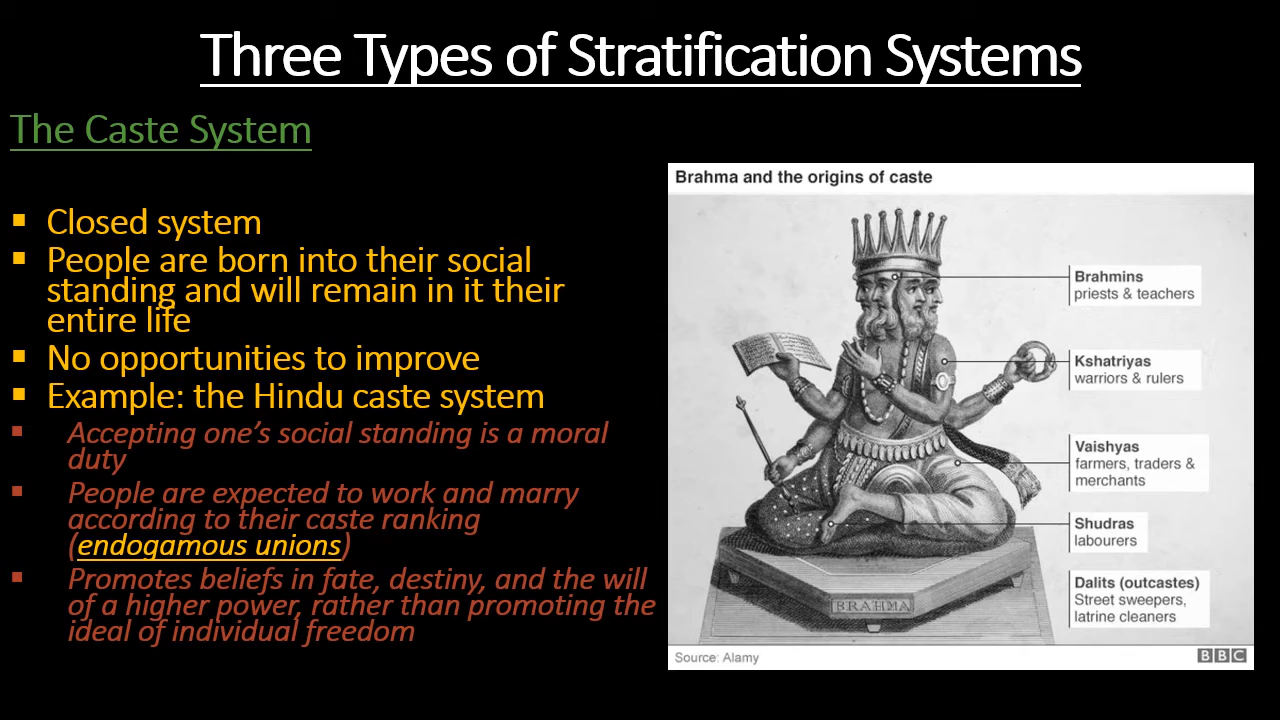 Three Types of Stratification Systems
The Caste System
▪ Closed system
▪ People are born into their social
standing and will remain in it their
entire life
▪ No opportunities to improve
▪ Example: the Hindu caste system
▪ Accepting one’s social standing is a moral
duty
▪ People are expected to work and marry
according to their caste ranking
(endogamous unions)
▪ Promotes beliefs in fate, destiny, and the will
of a higher power, rather than promoting the
ideal of individual freedom
Brahma and the origins of caste
Brahmins
priests & teachers
Kshatriyas
warriors & rulers
Vaishyas
farmers, traders &
merchants
Shudras
labourers
Dalits (outcastes)
Street sweepers,
latrine cleaners
BRAHMA
Source: Alamy
BBC